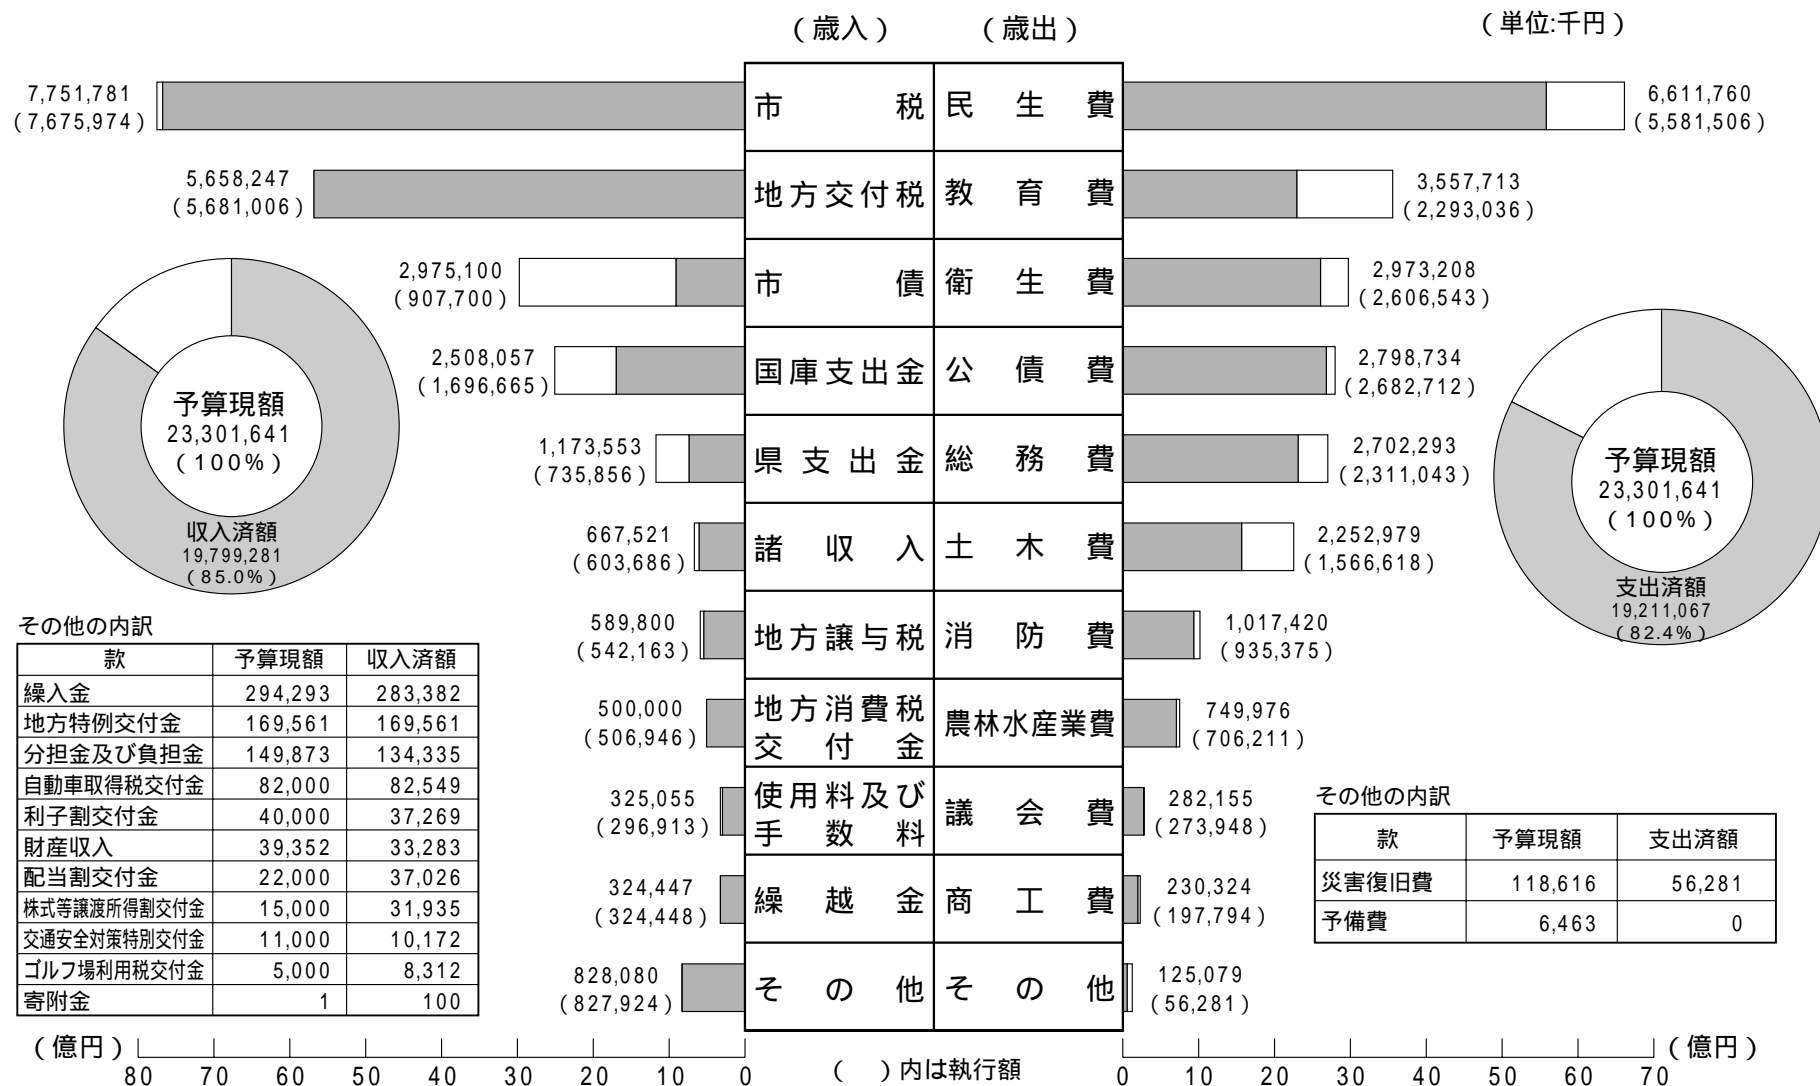 （歳入）　（歳出）　（単位:千円）
7,751,781
（7,675,974）
市税　民生費
6,611,760
（5,581,506）
5,658,247
（5,681,006）
地方交付税　教育費
3,557,713
（2,293,036）
2,975,100
（907,700）
市債　衛生費
2,973,208
（2,606,543）
2,508,057
（1,696,665）
国庫支出金　公債費
2,798,734
（2,682,712）
1,173,553
（735,856）
県支出金　総務費
2,702,293
（2,311,043）
667,521
（603,686）
諸収入　土木費
2,252,979
（1,566,618）
589,800
（542,163）
地方譲与税　消防費
1,017,420
（935,375）
500,000
（506,946）
地方消費税
交付金
農林水産業費
749,976
（706,211）
325,055
（296,913）
使用料及び
手数料
議会費
282,155
（273,948）
324,447
（324,448）
繰越金　商工費
230,324
（197,794）
828,080
（827,924）
その他　その他
125,079
（56,281）
予算現額
23,301,641
（100%）
収入済額
19,799,281
（85.0%）
予算現額
23,301,641
（100%）
支出済額
19,211,067
（82.4%）
その他の内訳
款　予算現額　収入済額
繰入金　294,293　283,382
地方特例交付金　169,561　169,561
分担金及び負担金　149,873　134,335
自動車取得税交付金　82,000　82,549
利子割交付金　40,000　37,269
財産収入　39,352　33,283
配当割交付金　22,000　37,026
株式等譲渡所得割交付金　15,000　31,935
交通安全対策特別交付金　11,000　10,172
ゴルフ場利用税交付金　5,000　8,312
寄附金　1　100
その他の内訳
款　予算現額　支出済額
災害復旧費　118,616　56,281
予備費　6,463　0
（億円）
80 70 60 50 40 30 20 10 0
（　）内は執行額
0 10 20 30 40 50 60 70
（億円）